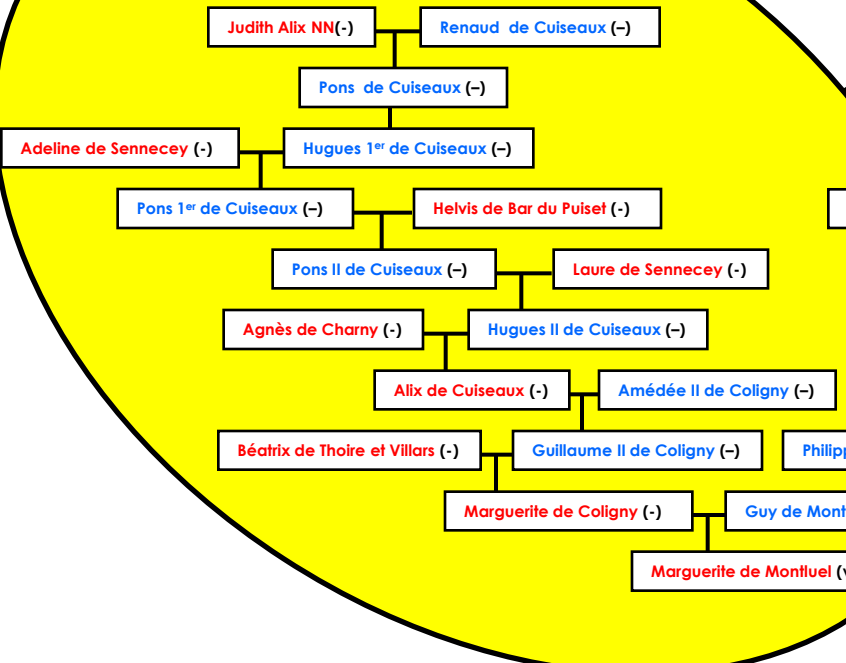 Judith Alix NN(-) Renaud de Cuiseaux (–)
Pons de Cuiseaux (–)
Adeline de Sennecey (-) Hugues 1er de Cuiseaux (–)
Pons 1er de Cuiseaux (–) Helvis de Bar du Puiset (-)
Pons II de Cuiseaux (–) Laure de Sennecey (-)
Agnès de Charny (-) Hugues II de Cuiseaux (–)
Alix de Cuiseaux (-) Amédée II de Coligny (–)
Béatrix de Thoire et Villars (-) Guillaume II de Coligny (–)
Marguerite de Coligny (-) Guy de
Marguerite de Montluel